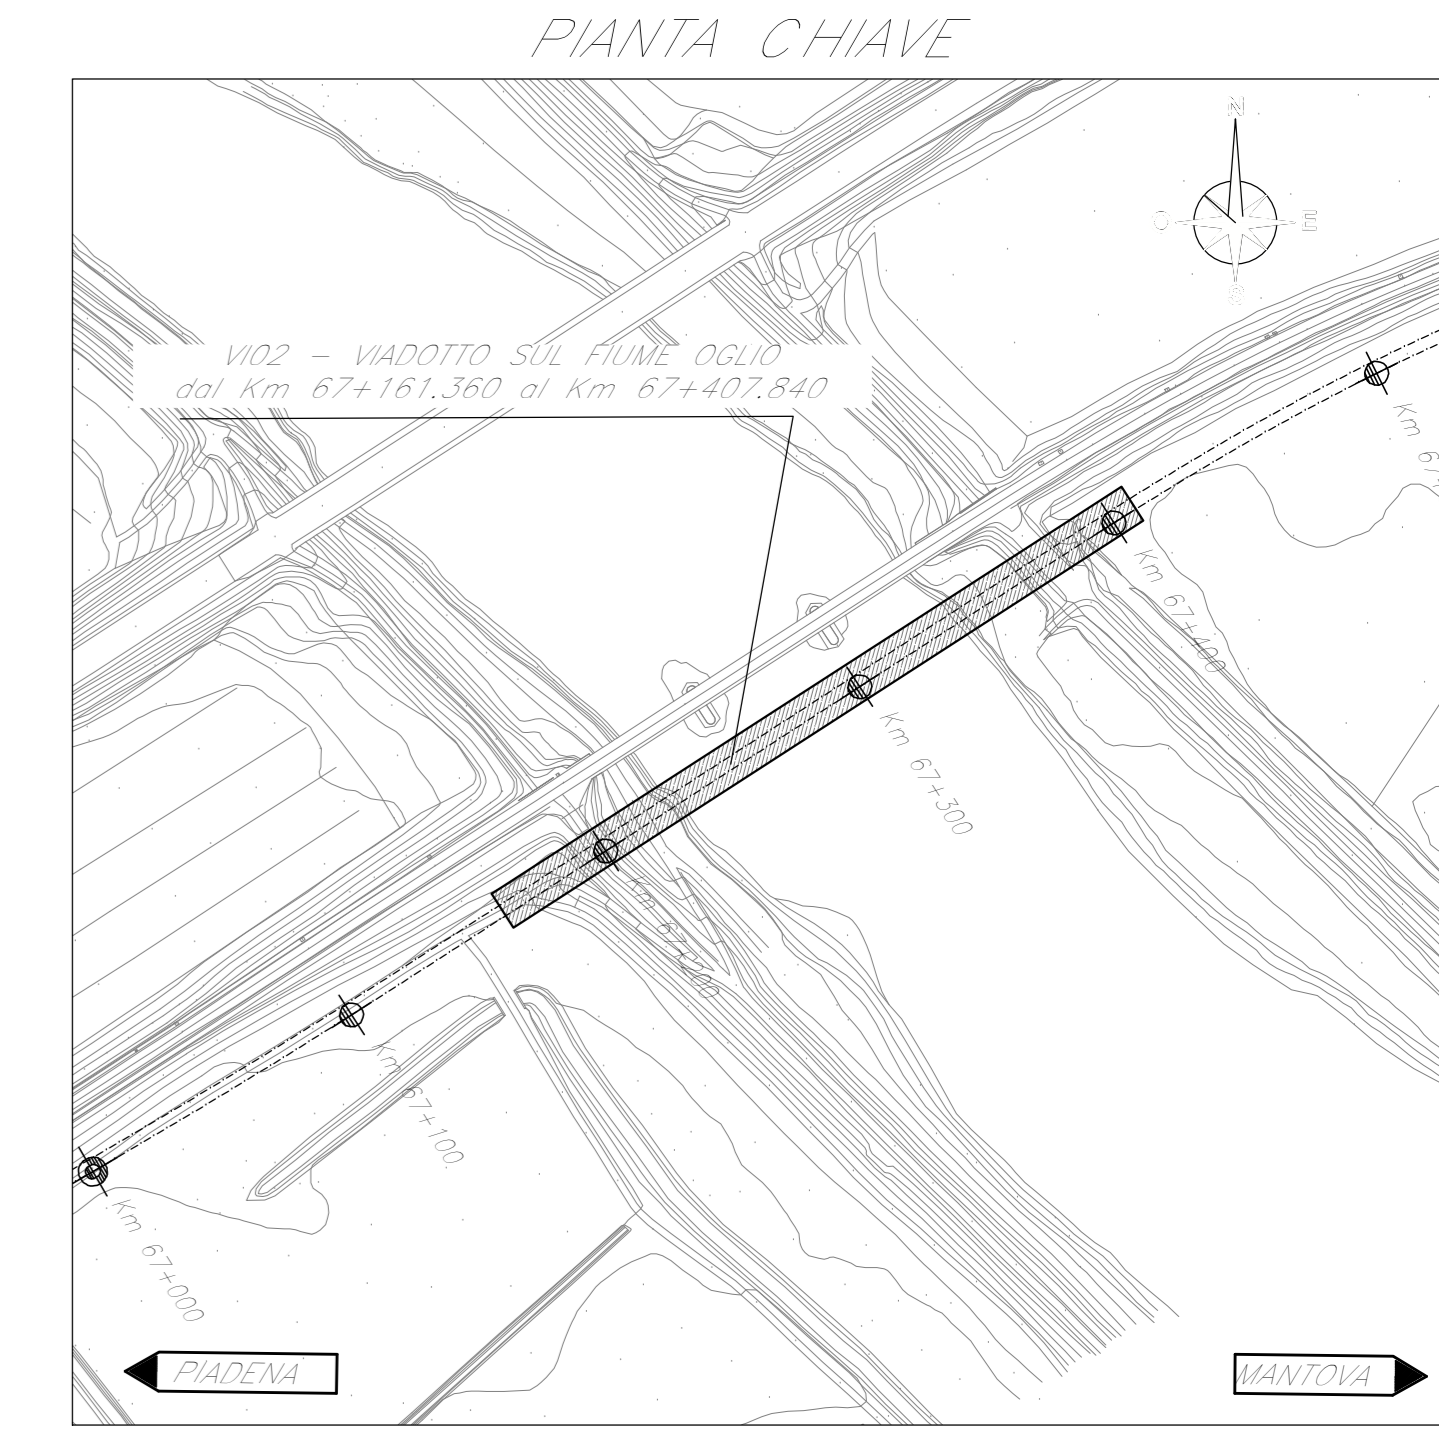 PIANTA CHIAVE
N
O
E
S
VI02 - VIADOTTO SUL FIUME OGLIO
dal Km 67+161.360 al Km 67+407.840
Km 67+400
Km 67+300
Km 67+200
Km 67+100
Km 67+000
PIADENA
MANTOVA